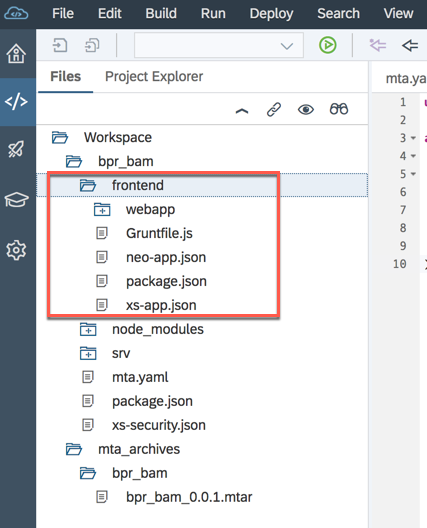 File Edit Build Run Deploy Search View
Files Project Explorer
mta.ya
Workspace
bpr_bam
frontend
webapp
Gruntfile.js
neo-app.json
package.json
xs-app.json
node_modules
srv
mta.yaml
package.json
xs-security.json
mta_archives
bpr_bam
bpr_bam_0.0.1.mtar
1
2
3
4
5
6
7
8
9
10